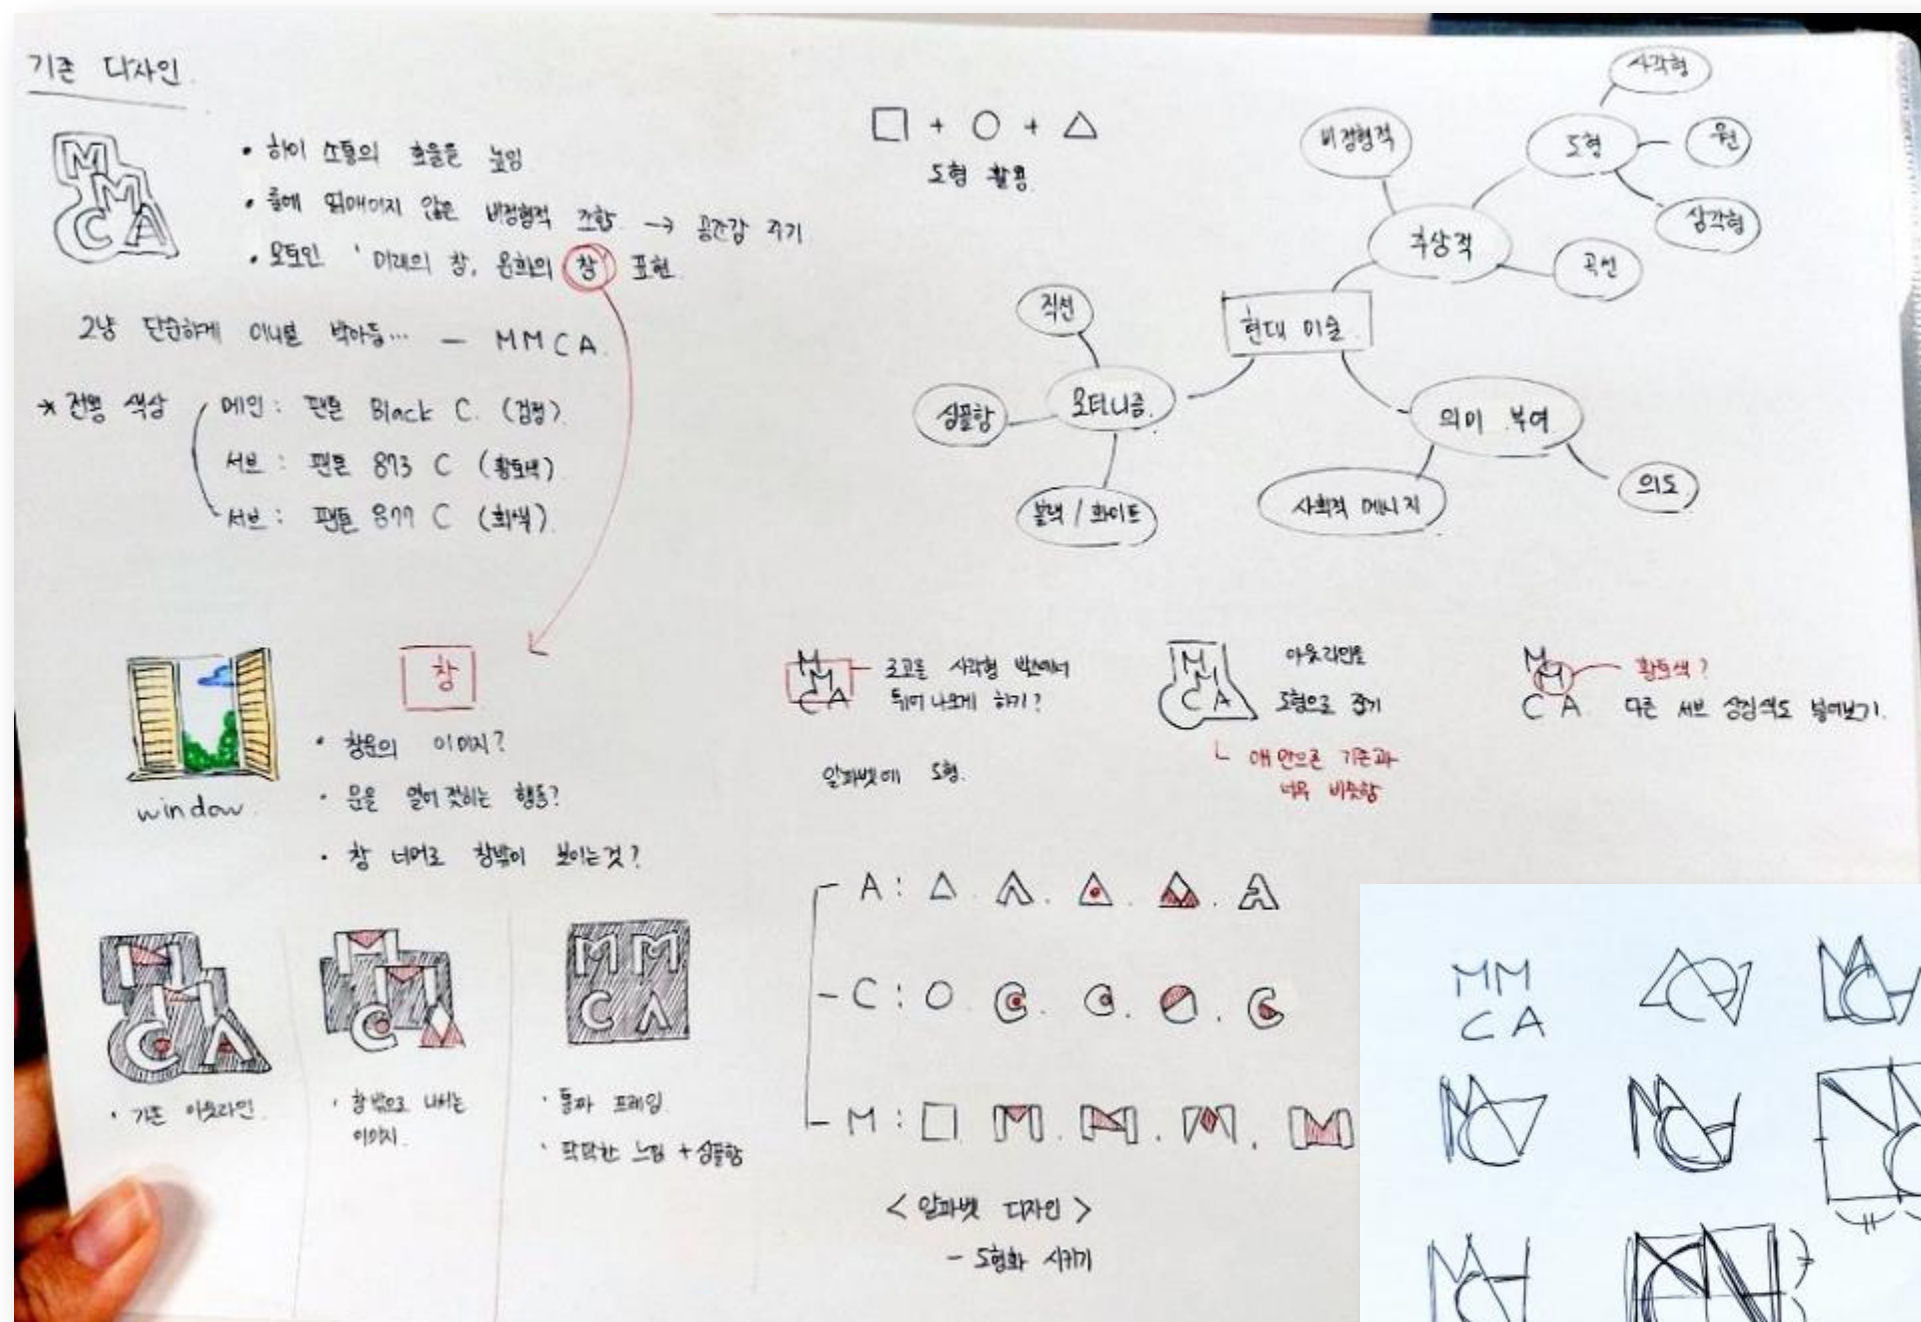 기존 디자인.
M
M
C A
• 하이 소통의 효율을 높임
• 틀에 얽매이지 않은 비정형적 조합 → 공간감 주기
• 모토인 '미래의 창, 문화의 창' 표현.
그냥 단순하게 이니셜 박아둠... — MMCA.
* 전용 색상
메인 : 팬톤 Black C. (검정).
서브 : 팬톤 873 C (황토색).
서브 : 팬톤 877 C (회색).
□ + ○ + △
도형 활용
현대 미술.
추상적
비정형적
도형
사각형
원
삼각형
곡선
모더니즘.
직선
심플함
블랙 / 화이트
의미 부여
사회적 메시지
의도
window.
창
• 창문의 이미지?
• 문을 열어 젖히는 행동?
• 창 너머로 창밖이 보이는것?
M
M
C A
로고를 사각형 박스에서
튀어 나오게 하기?
M
M
C A
아웃라인을
도형으로 잡기
└ 얘 만으론 기존과
너무 비슷함
M
M
C A
황토색?
다른 서브 상징색도 넣어보기.
알파벳에 도형.
M
M
C A
• 기존 아웃라인.
M
M
C A
• 창 밖으로 나서는
이미지.
M M
C A
• 통짜 프레임.
• 딱딱한 느낌 + 심플함
A :
C :
M :
< 알파벳 디자인 >
- 도형화 시키기
MM
CA